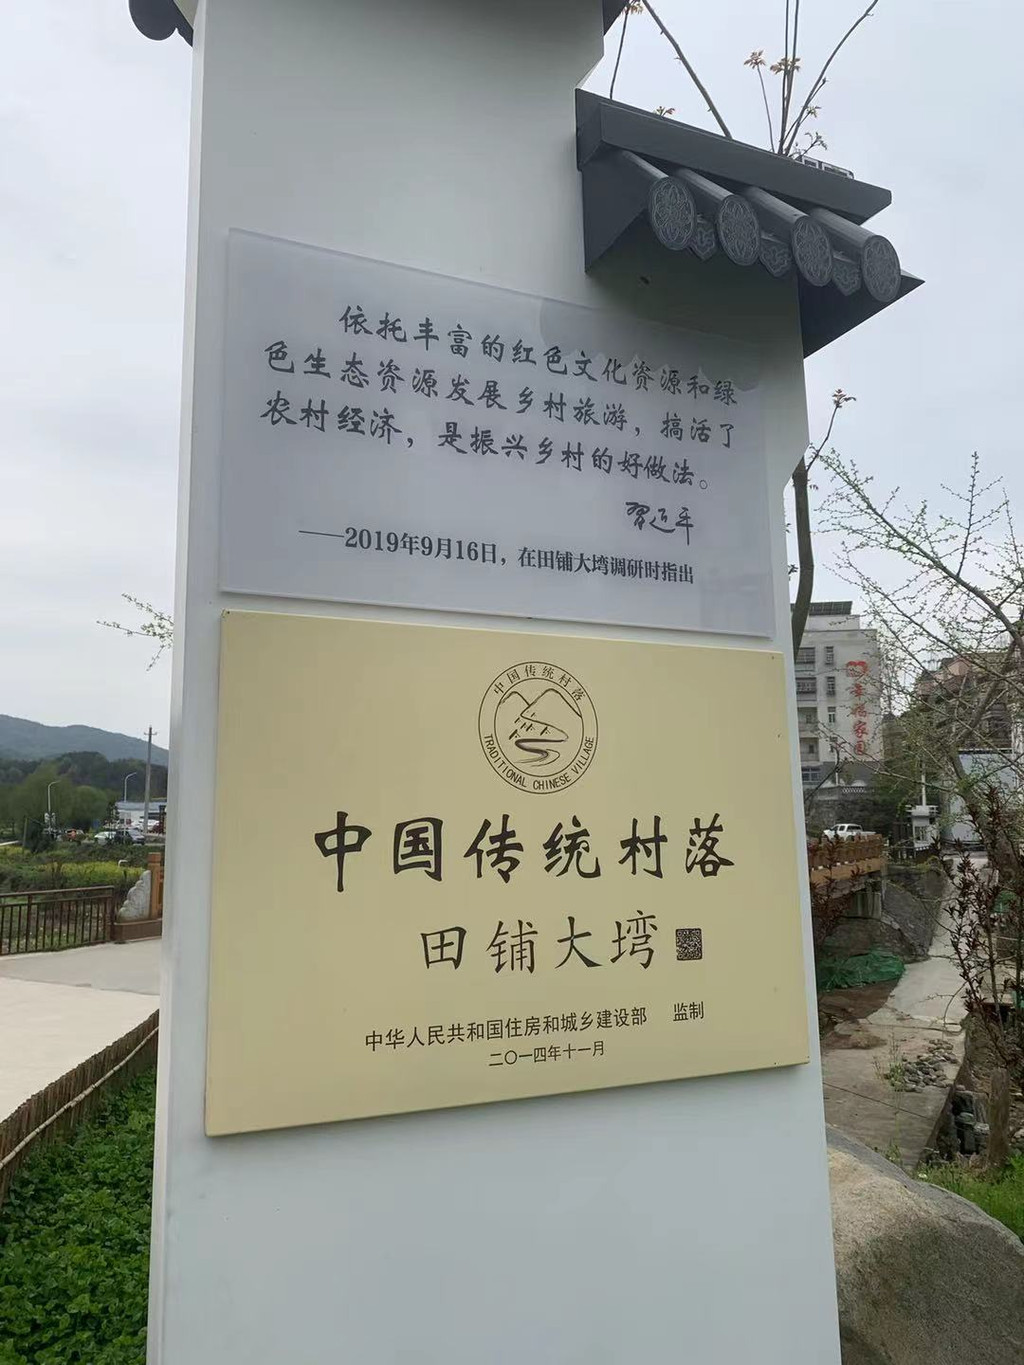 依托丰富的红色文化资源和绿
色生态资源发展乡村旅游，搞活了
农村经济，是振兴乡村的好做法。
习近平
——2019年9月16日，在田铺大塆调研时指出
中国传统村落
TRADITIONAL CHINESE VILLAGE
中国传统村落
田铺大塆
中华人民共和国住房和城乡建设部 监制
二〇一四年十一月
幸福家园